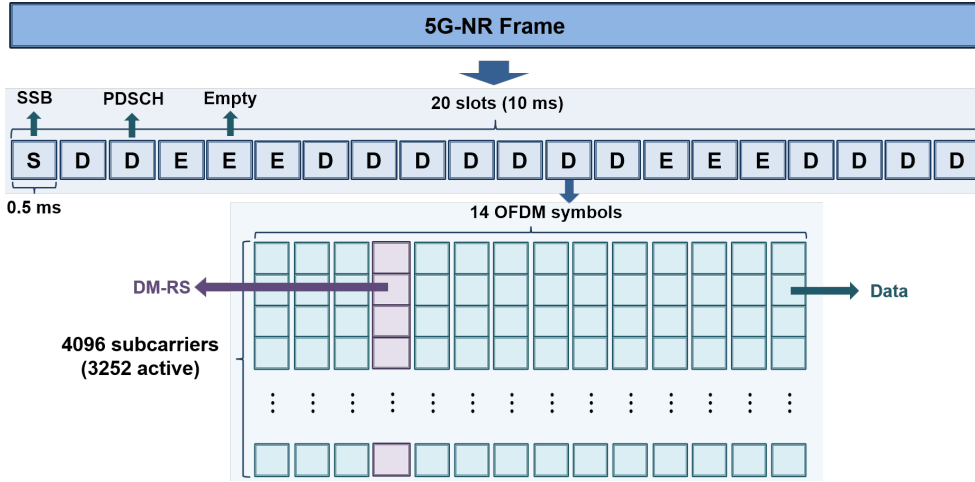 5G-NR Frame
SSB
PDSCH
Empty
20 slots (10 ms)
S D D E E E D D D D D D D E E E D D D D
0.5 ms
14 OFDM symbols
DM-RS
Data
4096 subcarriers
(3252 active)